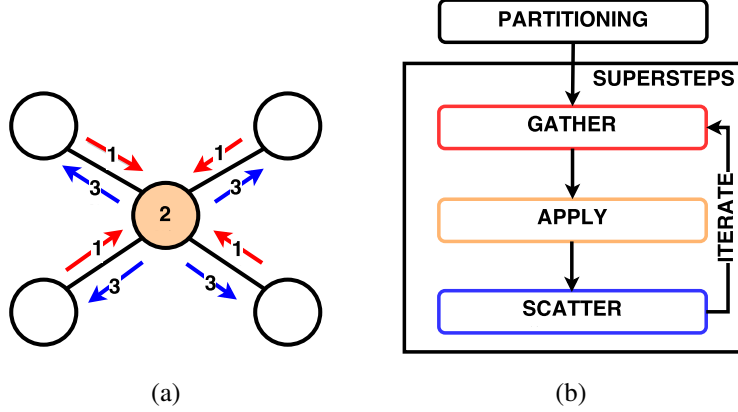 1
1
3
3
2
1
1
3
3
(a)
PARTITIONING
SUPERSTEPS
GATHER
APPLY
SCATTER
ITERATE
(b)